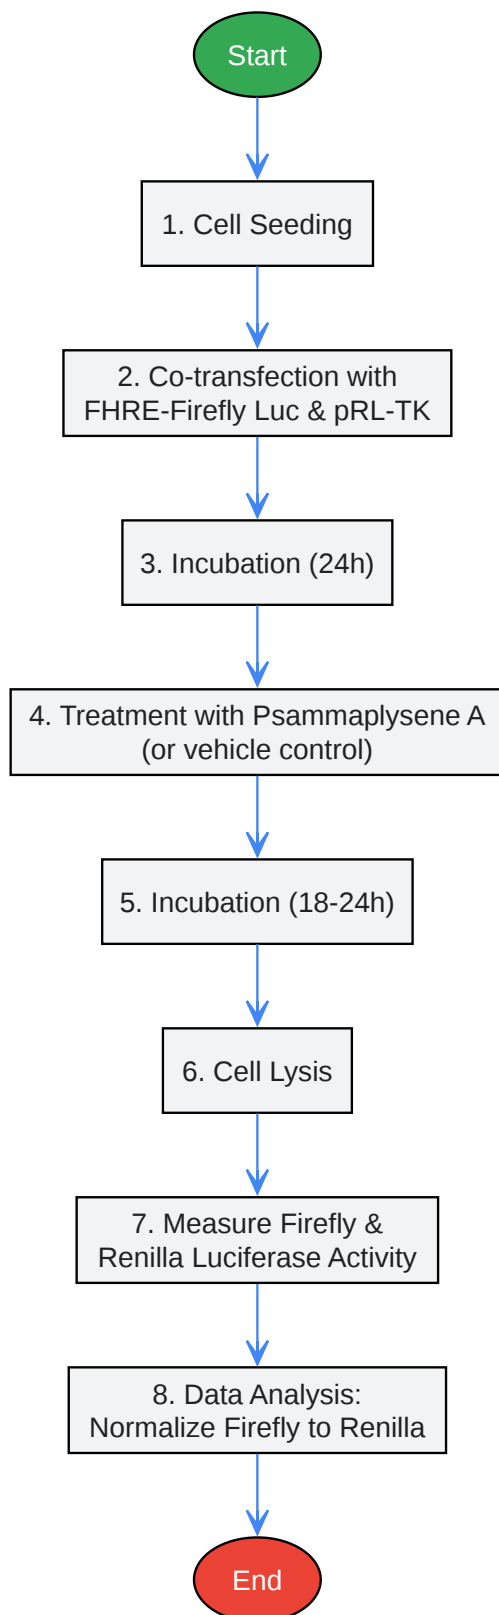 Start
1. Cell Seeding
2. Co-transfection with
FHRE-Firefly Luc & pRL-TK
3. Incubation (24h)
4. Treatment with Psammaplysene A
(or vehicle control)
5. Incubation (18-24h)
6. Cell Lysis
7. Measure Firefly &
Renilla Luciferase Activity
8. Data Analysis:
Normalize Firefly to Renilla
End